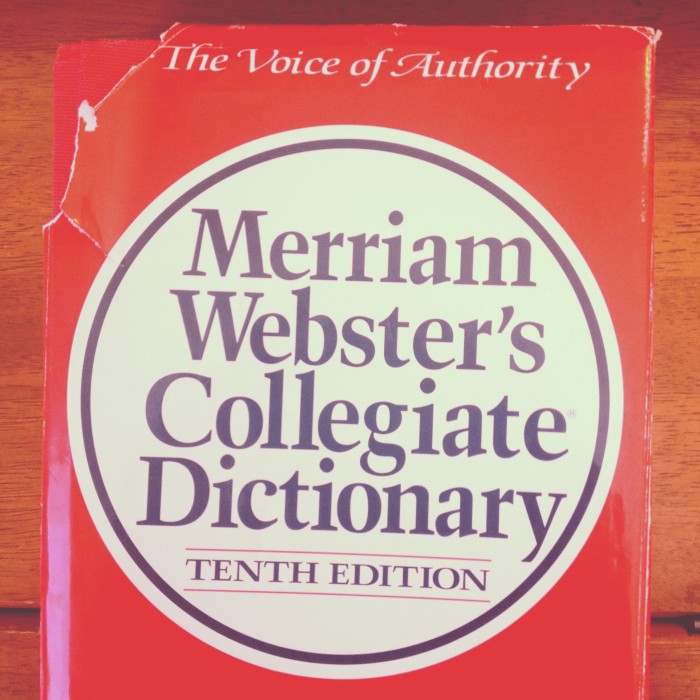 The Voice of Authority
Merriam
Webster's
Collegiate®
Dictionary
TENTH EDITION